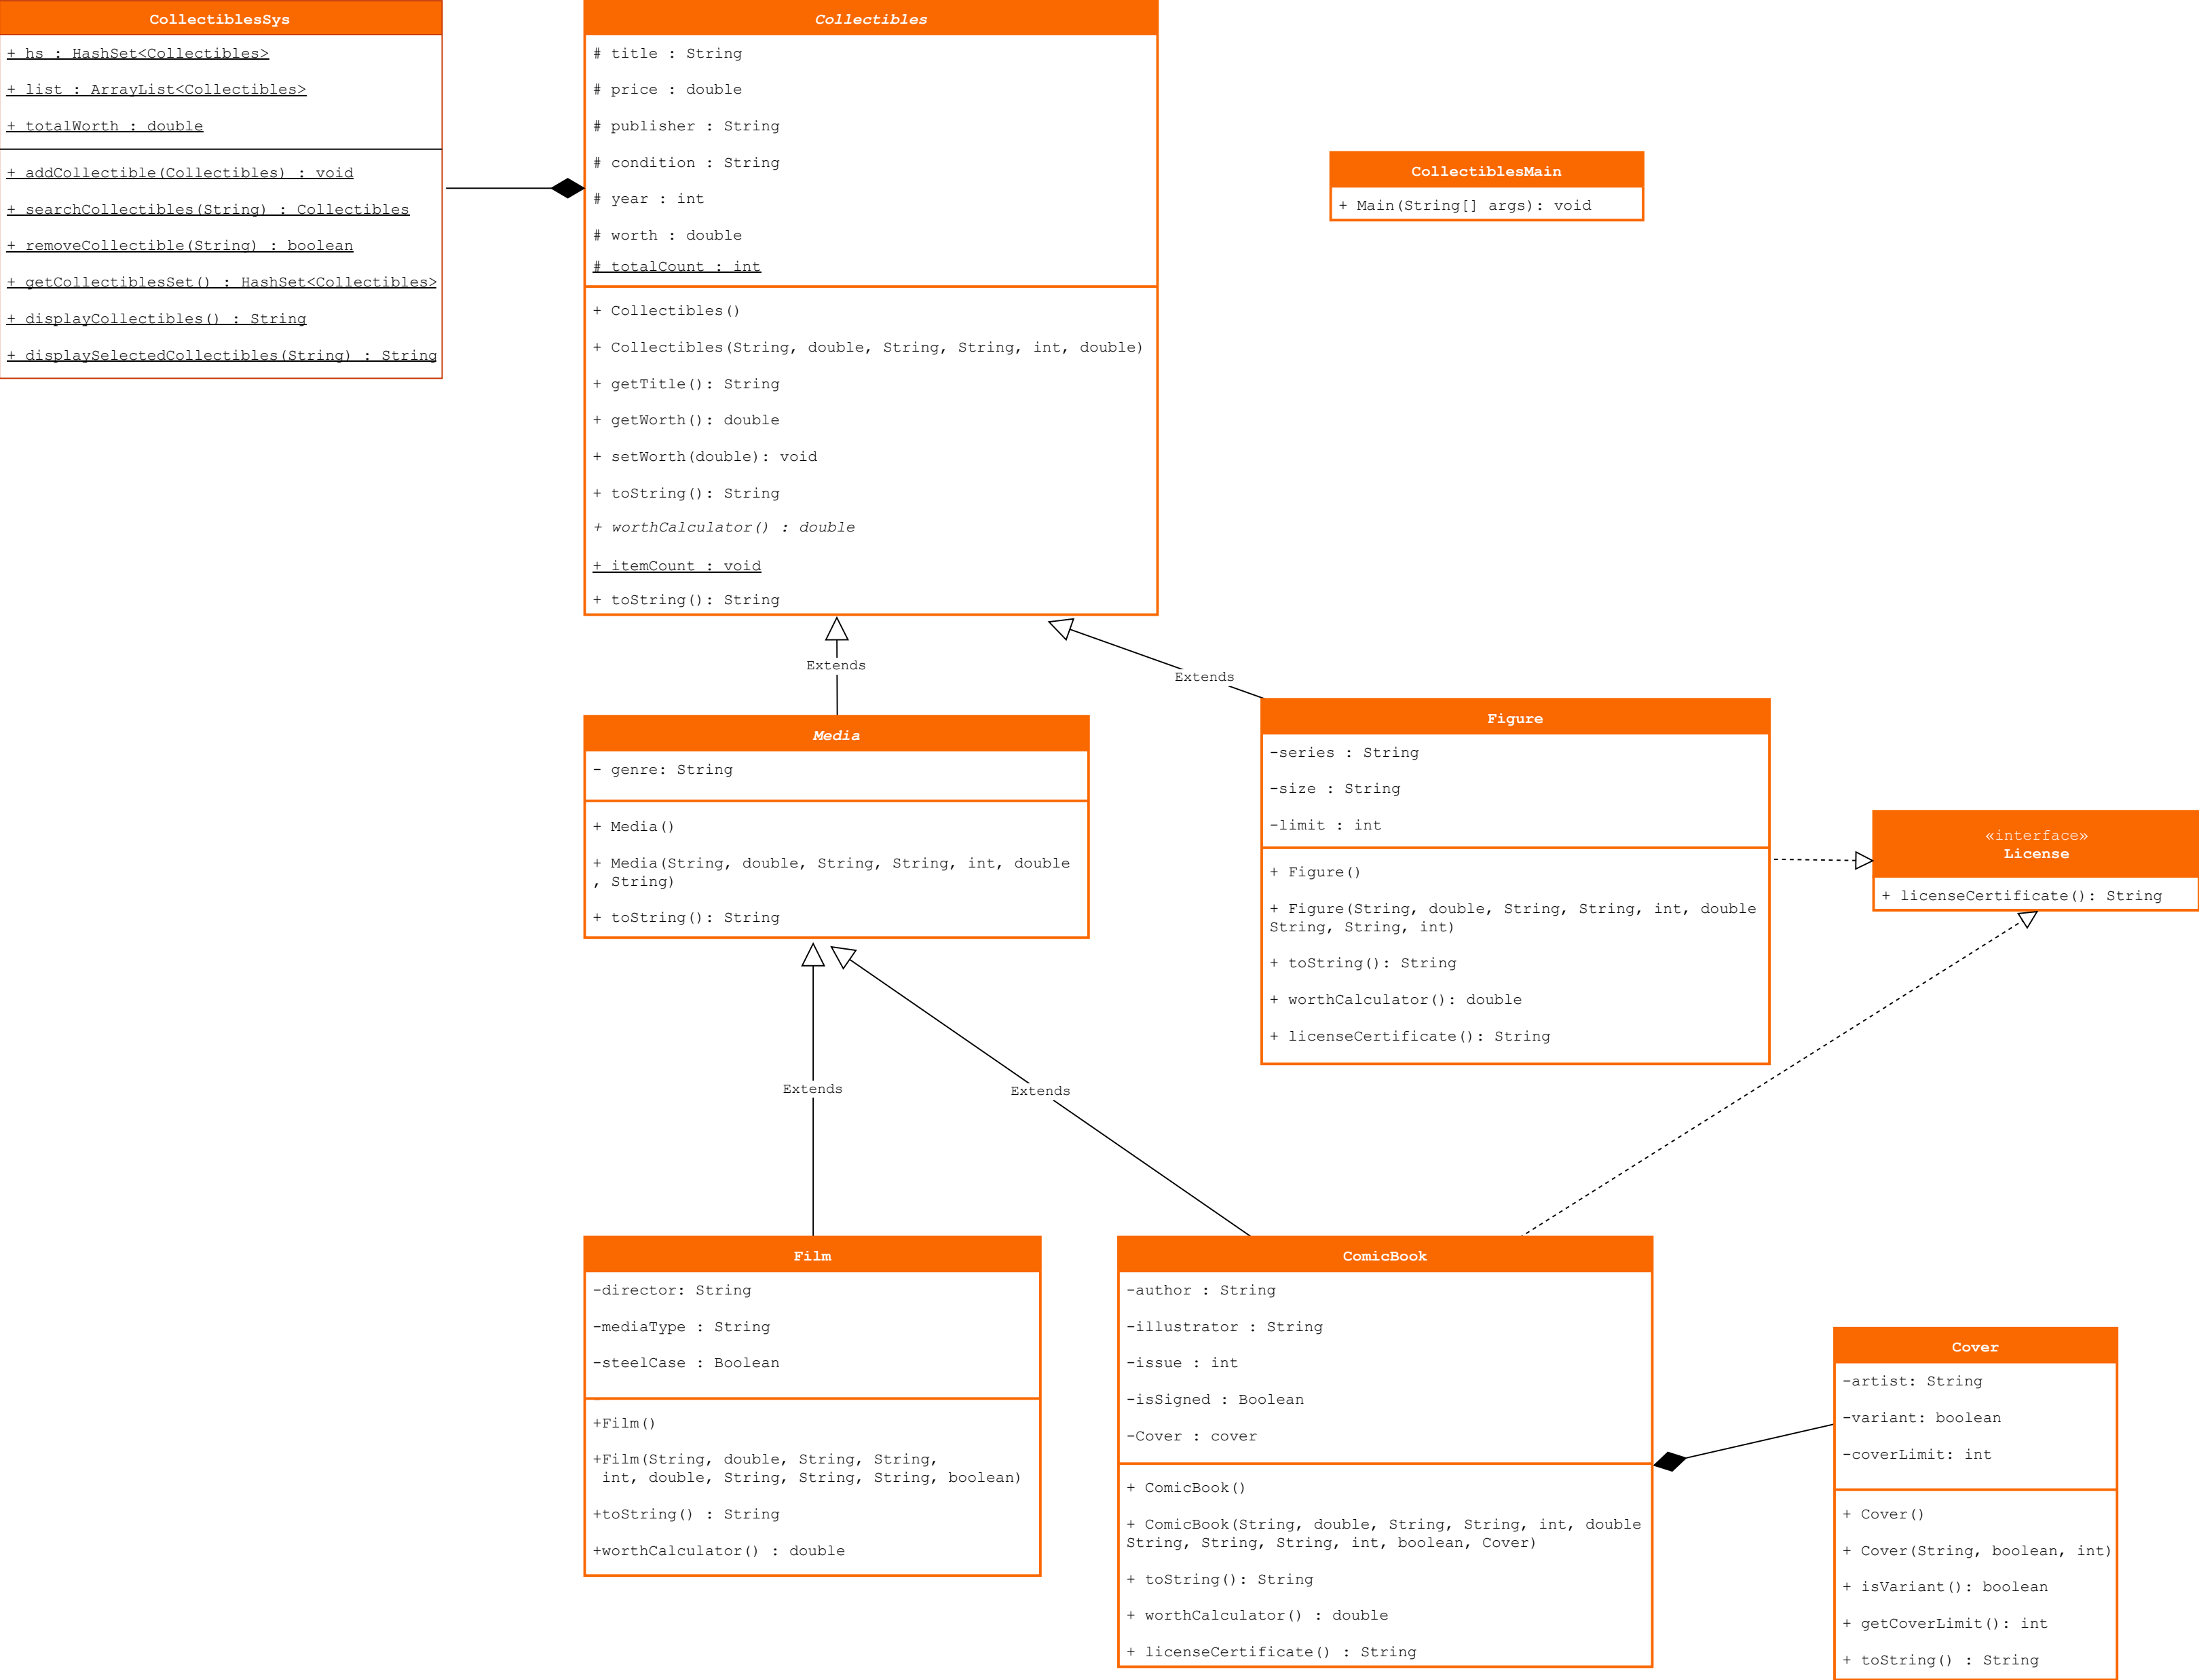 CollectiblesSys
+ hs : HashSet<Collectibles>
+ list : ArrayList<Collectibles>
+ totalWorth : double
+ addCollectible(Collectibles) : void
+ searchCollectibles(String) : Collectibles
+ removeCollectible(String) : boolean
+ getCollectiblesSet() : HashSet<Collectibles>
+ displayCollectibles() : String
+ displaySelectedCollectibles(String) : String
Collectibles
# title : String
# price : double
# publisher : String
# condition : String
# year : int
# worth : double
# totalCount : int
+ Collectibles()
+ Collectibles(String, double, String, String, int, double)
+ getTitle(): String
+ getWorth(): double
+ setWorth(double): void
+ toString(): String
+ worthCalculator() : double
+ itemCount : void
+ toString(): String
CollectiblesMain
+ Main(String[] args): void
Extends
Extends
Media
- genre: String
+ Media()
+ Media(String, double, String, String, int, double
, String)
+ toString(): String
Figure
-series : String
-size : String
-limit : int
+ Figure()
+ Figure(String, double, String, String, int, double
String, String, int)
+ toString(): String
+ worthCalculator(): double
+ licenseCertificate(): String
«interface»
License
+ licenseCertificate(): String
Extends
Extends
Film
-director: String
-mediaType : String
-steelCase : Boolean
+Film()
+Film(String, double, String, String,
int, double, String, String, String, boolean)
+toString() : String
+worthCalculator() : double
ComicBook
-author : String
-illustrator : String
-issue : int
-isSigned : Boolean
-Cover : cover
+ ComicBook()
+ ComicBook(String, double, String, String, int, double
String, String, String, int, boolean, Cover)
+ toString(): String
+ worthCalculator() : double
+ licenseCertificate() : String
Cover
-artist: String
-variant: boolean
-coverLimit: int
+ Cover()
+ Cover(String, boolean, int)
+ isVariant(): boolean
+ getCoverLimit(): int
+ toString() : String